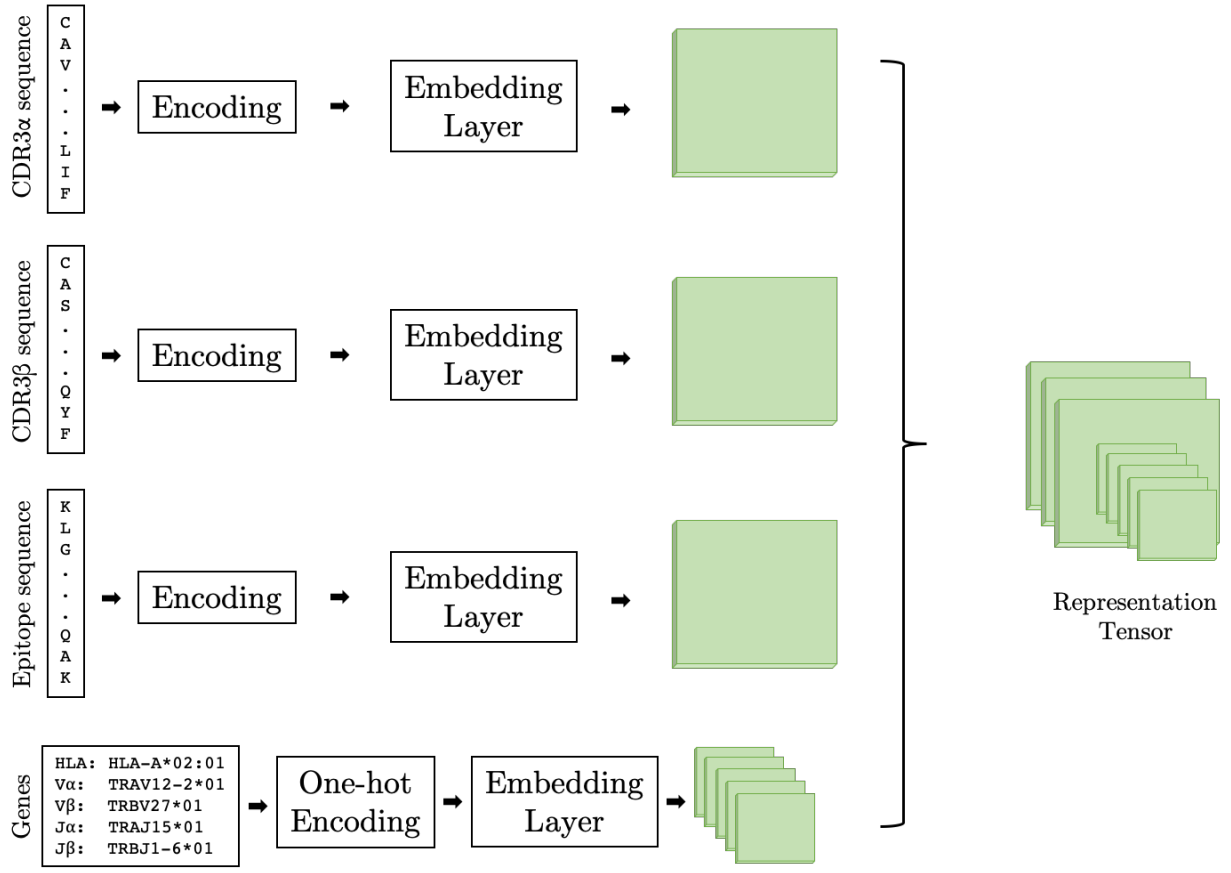 CDR3α sequence
C
A
V
.
.
.
L
I
F
Encoding
Embedding
Layer
CDR3β sequence
C
A
S
.
.
.
Q
Y
F
Encoding
Embedding
Layer
Epitope sequence
K
L
G
.
.
.
Q
A
K
Encoding
Embedding
Layer
Representation
Tensor
Genes
HLA: HLA-A*02:01
Vα: TRAV12-2*01
Vβ: TRBV27*01
Jα: TRAJ15*01
Jβ: TRBJ1-6*01
One-hot
Encoding
Embedding
Layer